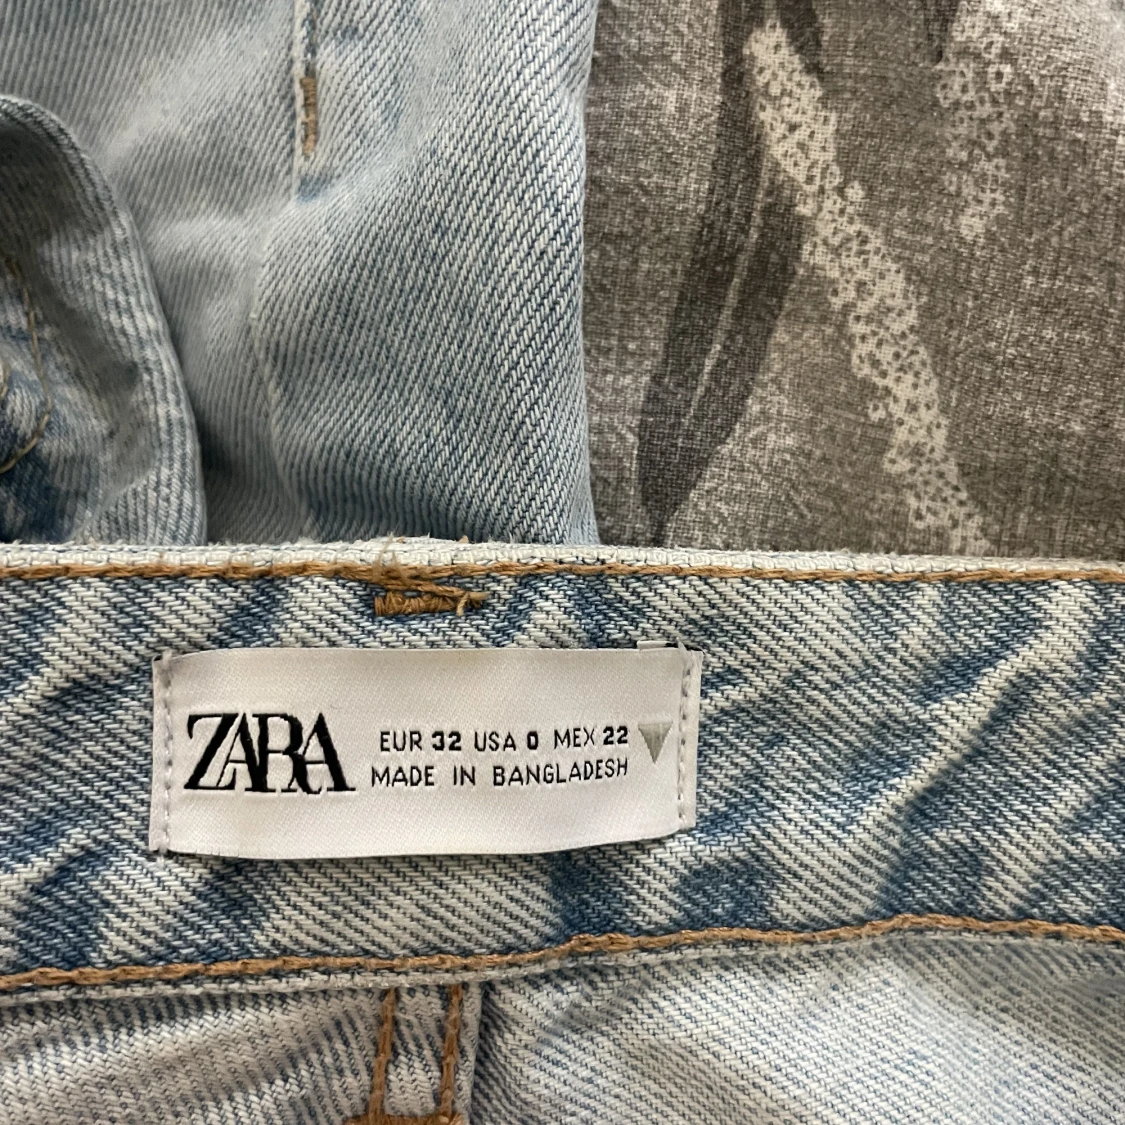 ZARA
EUR 32 USA 0 MEX 22
MADE IN BANGLADESH